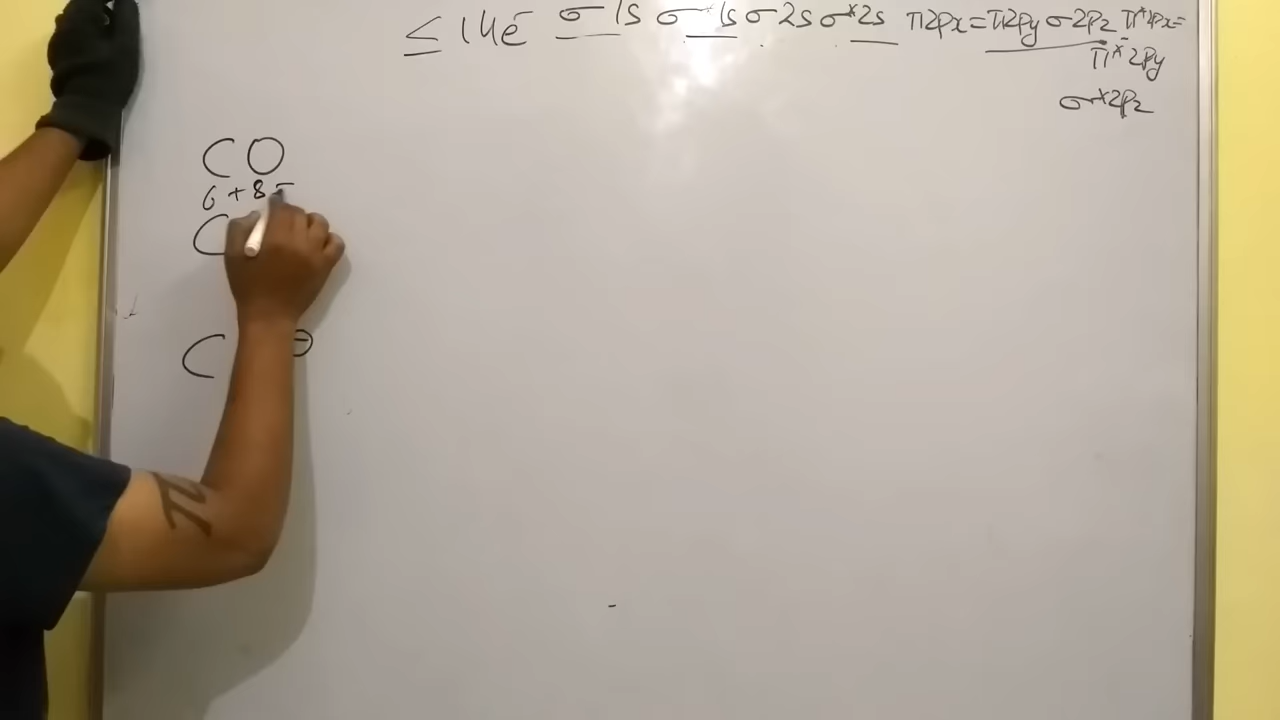 ≤ 14e⁻ σ1s σ*1s σ2s σ*2s π2px=π2py σ2pz π*2px=
π*2py
σ*2pz
CO
6+8=
C
C ⊖
π